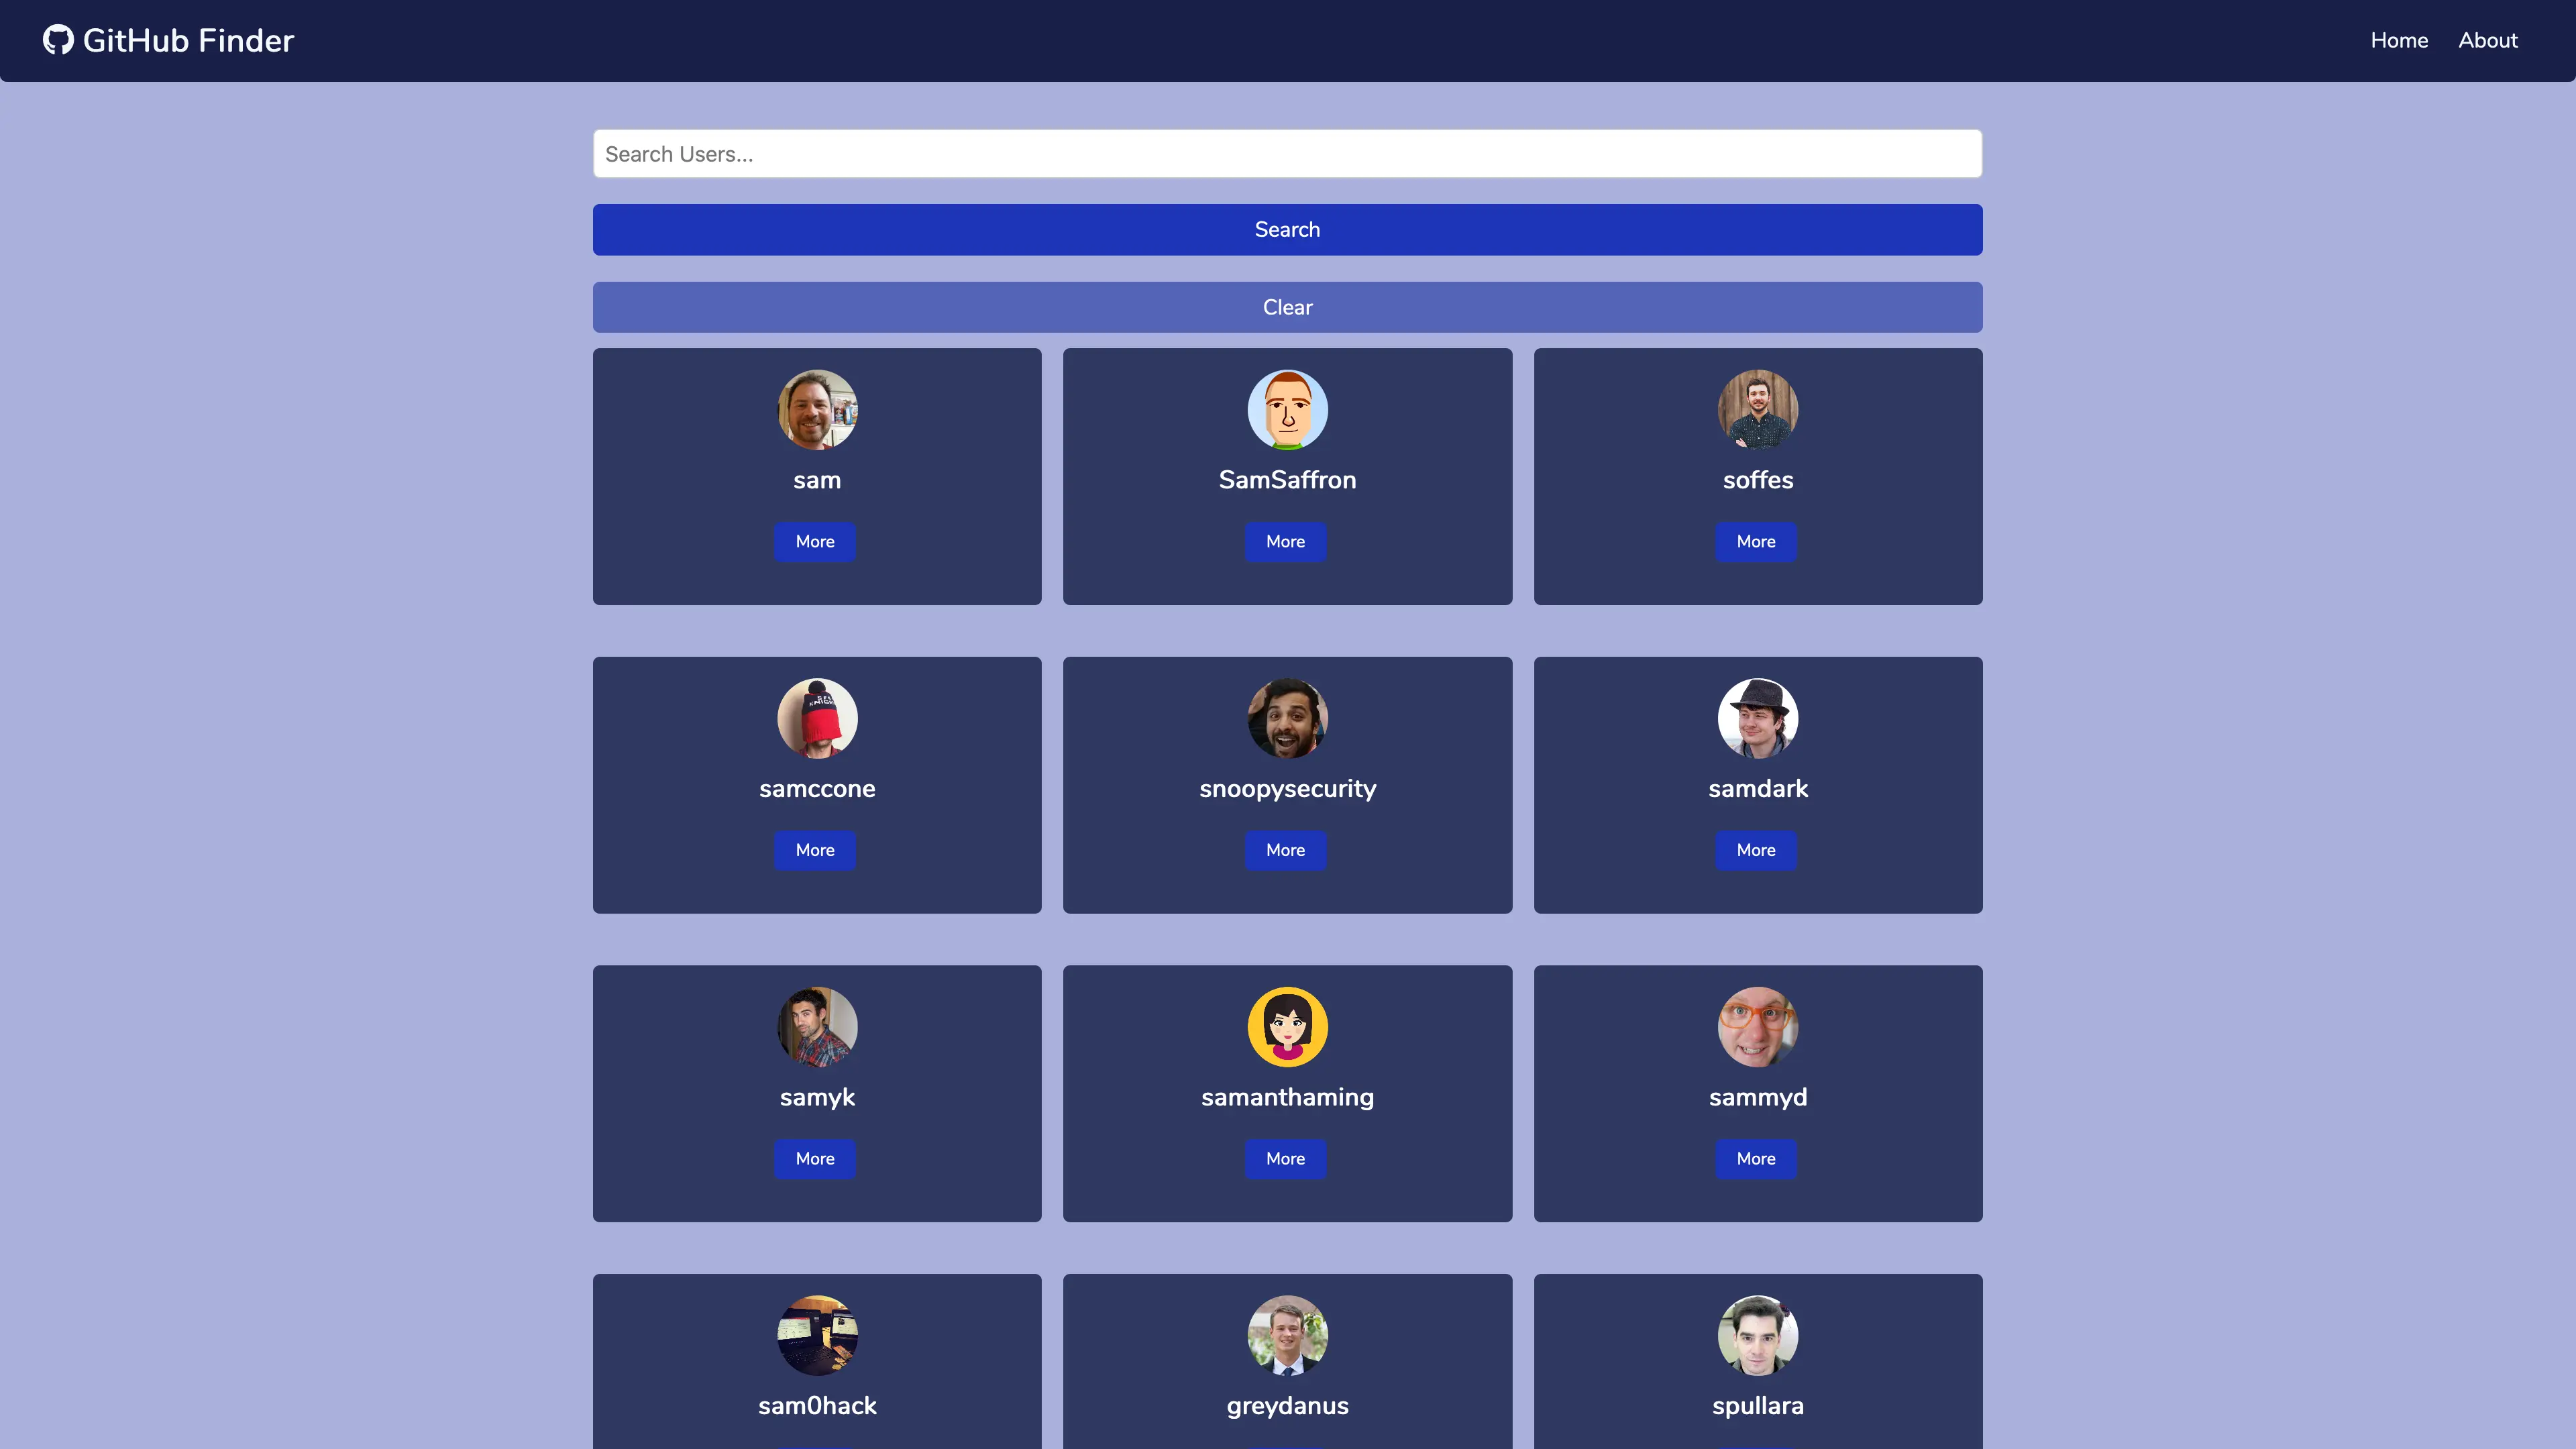 GitHub Finder
Home
About
Search Users...
Search
Clear
sam
SamSaffron
soffes
More
More
More
samccone
snoopysecurity
samdark
More
More
More
samyk
samanthaming
sammyd
More
More
More
sam0hack
greydanus
spullara